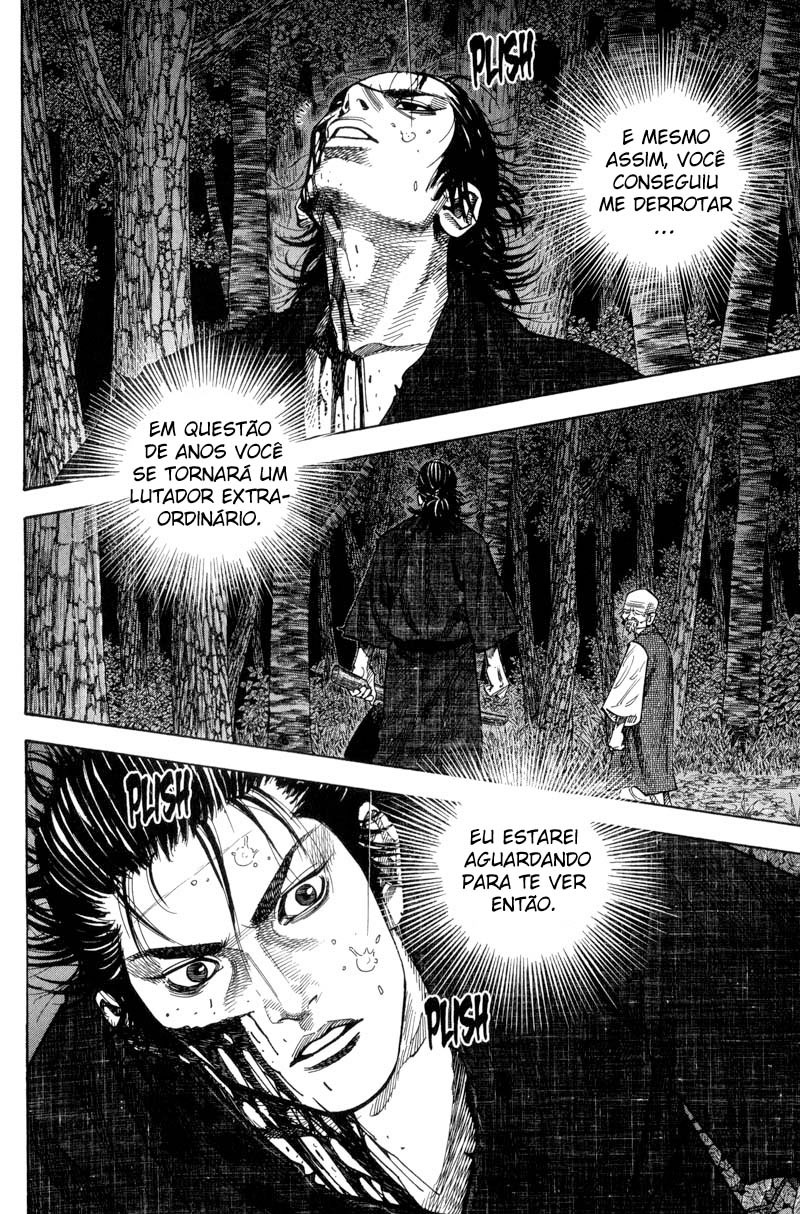 PLISH
E MESMO
ASSIM, VOCÊ
CONSEGUIU
ME DERROTAR
...
EM QUESTÃO
DE ANOS VOCÊ
SE TORNARÁ UM
LUTADOR EXTRA-
ORDINÁRIO.
PLISH
EU ESTAREI
AGUARDANDO
PARA TE VER
ENTÃO.
PLISH